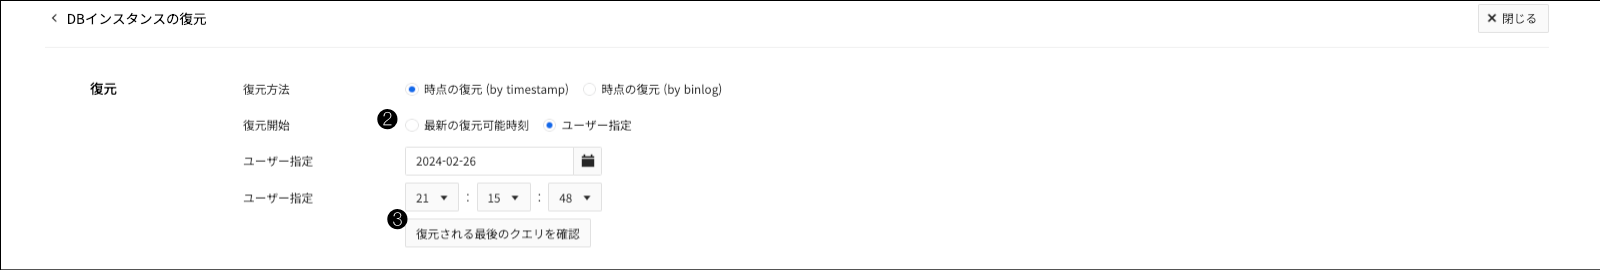 DBインスタンスの復元
閉じる
復元 復元方法 時点の復元 (by timestamp) 時点の復元 (by binlog)
復元開始 ❷ 最新の復元可能時刻 ユーザー指定
ユーザー指定 2024-02-26
ユーザー指定 21 : 15 : 48
❸
復元される最後のクエリを確認